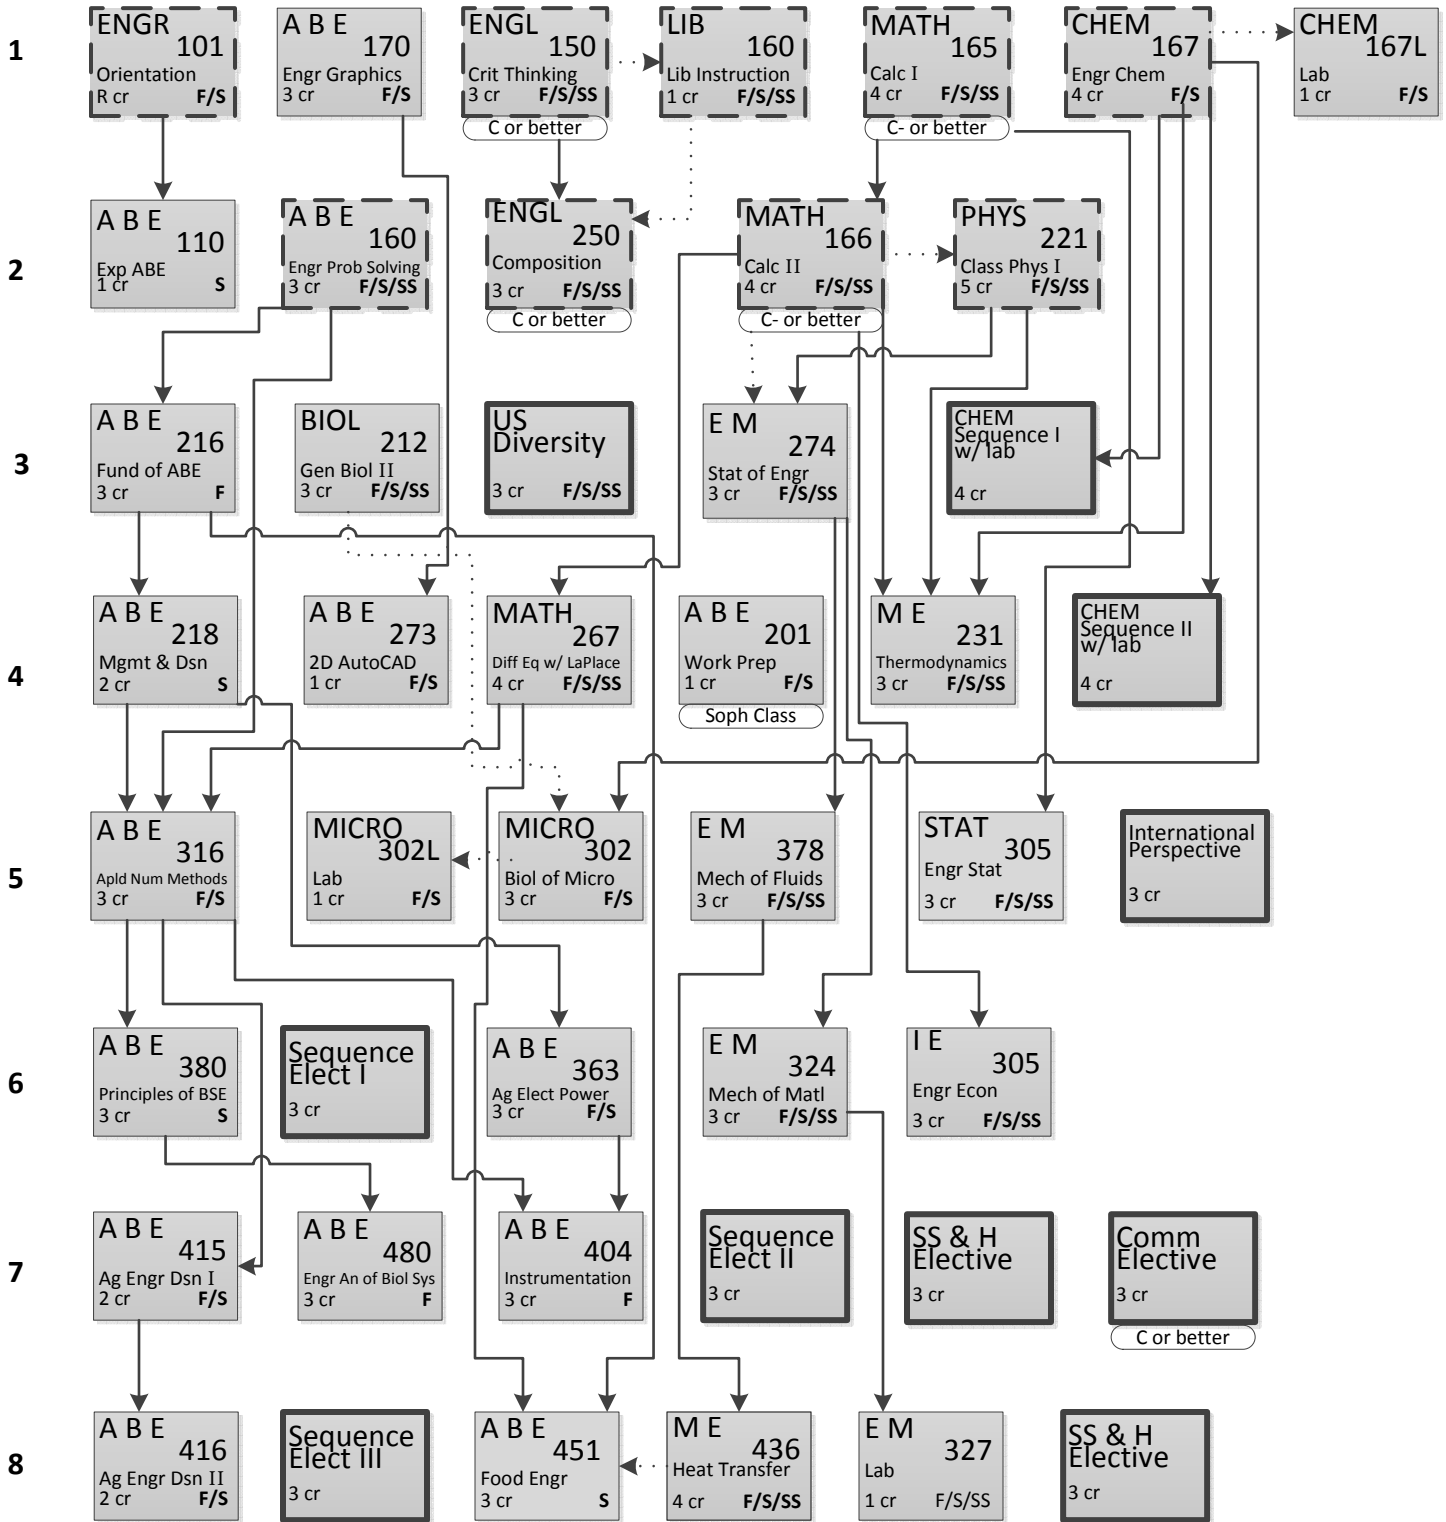 1
ENGR
101
Orientation
R cr F/S
A B E
170
Engr Graphics
3 cr F/S
ENGL
150
Crit Thinking
3 cr F/S/SS
C or better
LIB
160
Lib Instruction
1 cr F/S/SS
MATH
165
Calc I
4 cr F/S/SS
C- or better
CHEM
167
Engr Chem
4 cr F/S
CHEM
167L
Lab
1 cr F/S
2
A B E
110
Exp ABE
1 cr S
A B E
160
Engr Prob Solving
3 cr F/S/SS
ENGL
250
Composition
3 cr F/S/SS
C or better
MATH
166
Calc II
4 cr F/S/SS
C- or better
PHYS
221
Class Phys I
5 cr F/S/SS
3
A B E
216
Fund of ABE
3 cr F
BIOL
212
Gen Biol II
3 cr F/S/SS
US
Diversity
3 cr F/S/SS
E M
274
Stat of Engr
3 cr F/S/SS
CHEM
Sequence I
w/ lab
4 cr
4
A B E
218
Mgmt & Dsn
2 cr S
A B E
273
2D AutoCAD
1 cr F/S
MATH
267
Diff Eq w/ LaPlace
4 cr F/S/SS
A B E
201
Work Prep
1 cr F/S
Soph Class
M E
231
Thermodynamics
3 cr F/S/SS
CHEM
Sequence II
w/ lab
4 cr
5
A B E
316
Apld Num Methods
3 cr F/S
MICRO
302L
Lab
1 cr F/S
MICRO
302
Biol of Micro
3 cr F/S
E M
378
Mech of Fluids
3 cr F/S/SS
STAT
305
Engr Stat
3 cr F/S/SS
International
Perspective
3 cr
6
A B E
380
Principles of BSE
3 cr S
Sequence
Elect I
3 cr
A B E
363
Ag Elect Power
3 cr F/S
E M
324
Mech of Matl
3 cr F/S/SS
I E
305
Engr Econ
3 cr F/S/SS
7
A B E
415
Ag Engr Dsn I
2 cr F/S
A B E
480
Engr An of Biol Sys
3 cr F
A B E
404
Instrumentation
3 cr F
Sequence
Elect II
3 cr
SS & H
Elective
3 cr
Comm
Elective
3 cr
C or better
8
A B E
416
Ag Engr Dsn II
2 cr F/S
Sequence
Elect III
3 cr
A B E
451
Food Engr
3 cr S
M E
436
Heat Transfer
4 cr F/S/SS
E M
327
Lab
1 cr F/S/SS
SS & H
Elective
3 cr